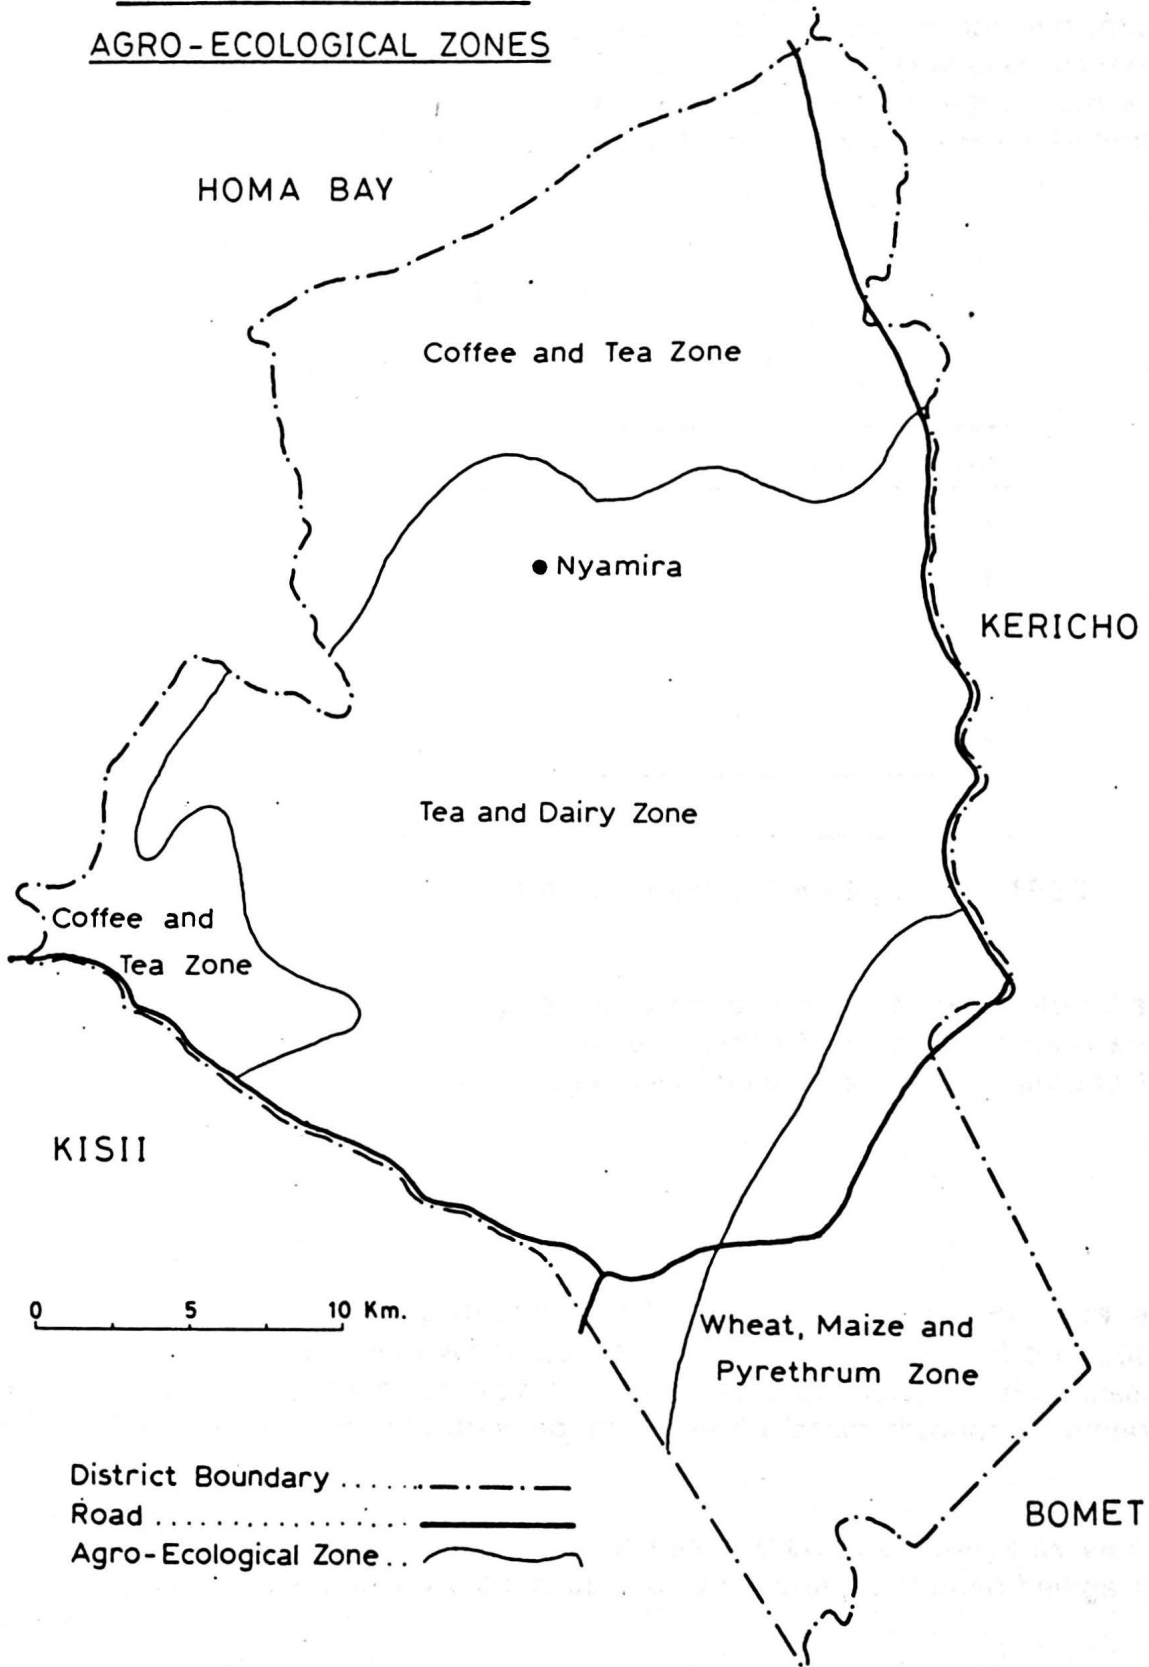 AGRO-ECOLOGICAL ZONES
HOMA BAY
Coffee and Tea Zone
Nyamira
KERICHO
Tea and Dairy Zone
Coffee and
Tea Zone
KISII
0 5 10 Km.
Wheat, Maize and
Pyrethrum Zone
District Boundary
Road
Agro-Ecological Zone
BOMET